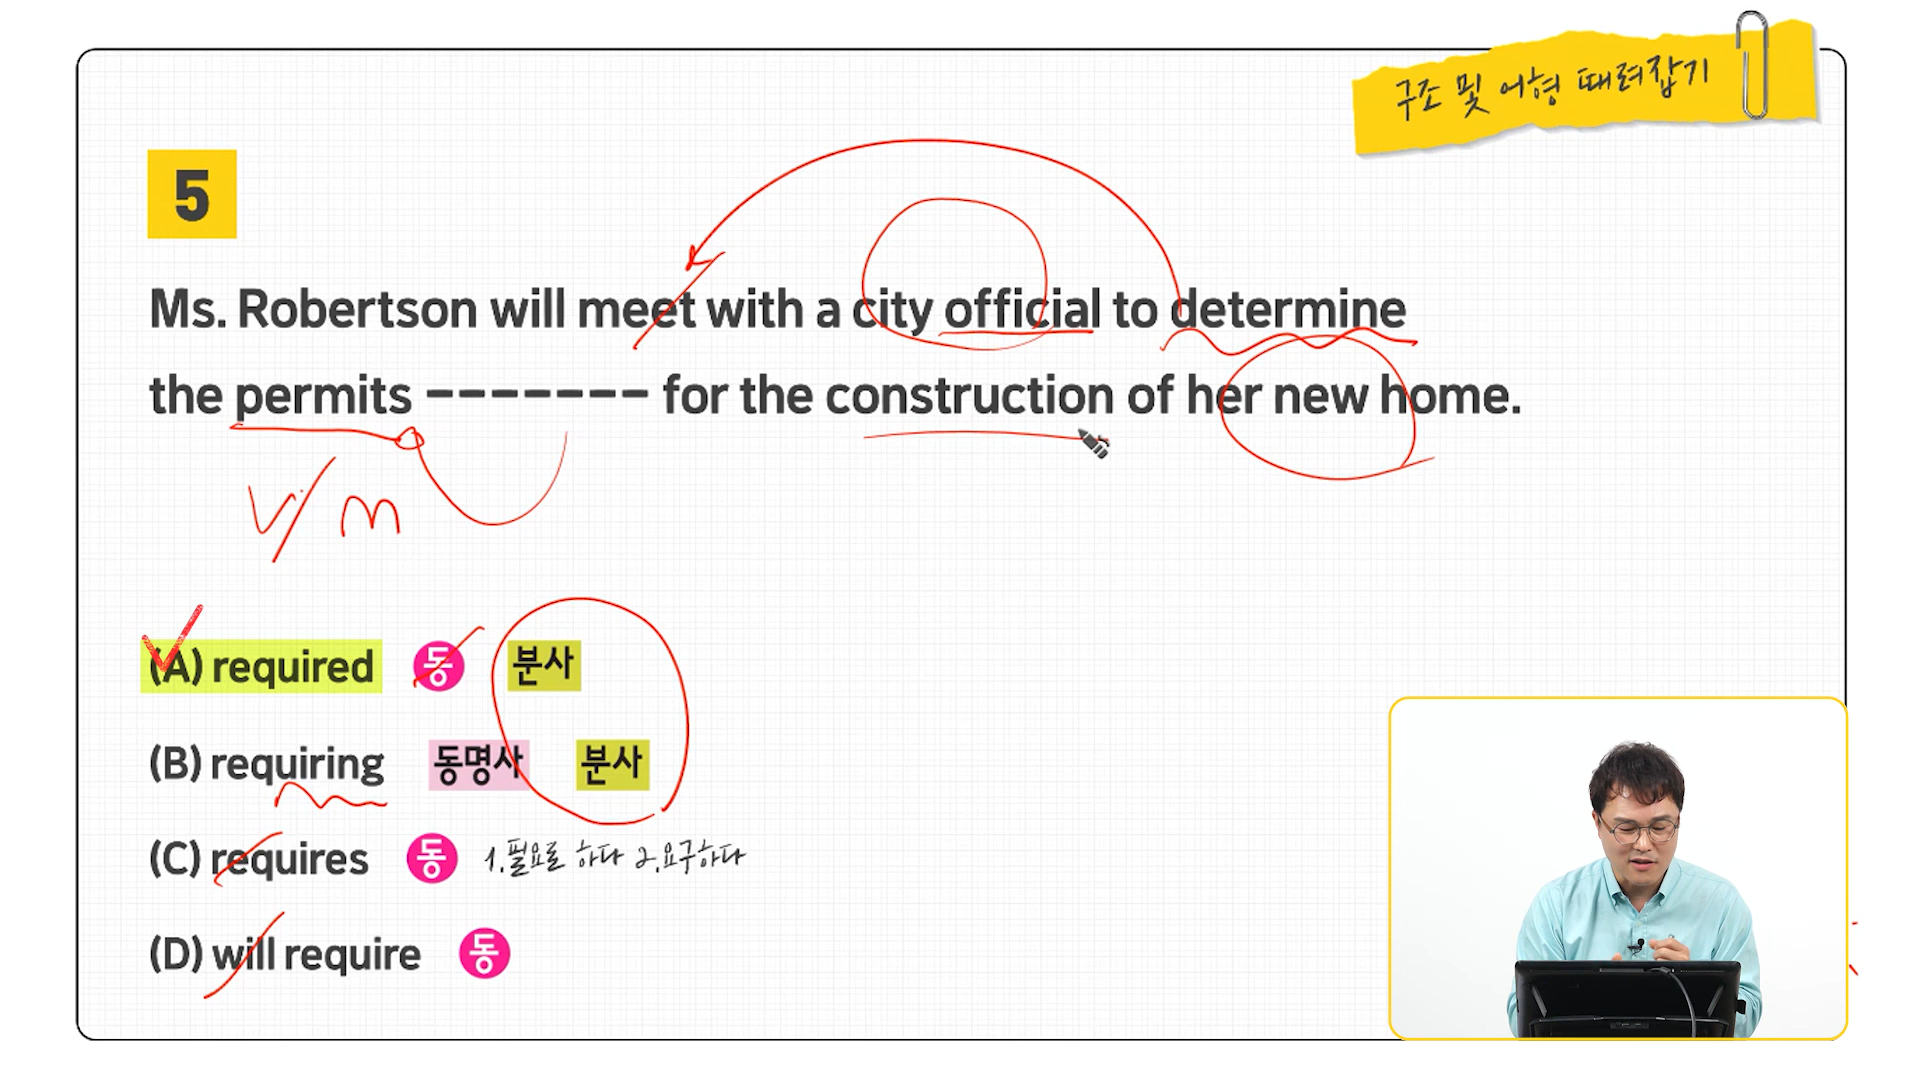 구조 및 어형 때려잡기
5
Ms. Robertson will meet with a city official to determine
the permits ------- for the construction of her new home.
V/m
(A) required 동 분사
(B) requiring 동명사 분사
(C) requires 동 1.필요로 하다 2.요구하다
(D) will require 동